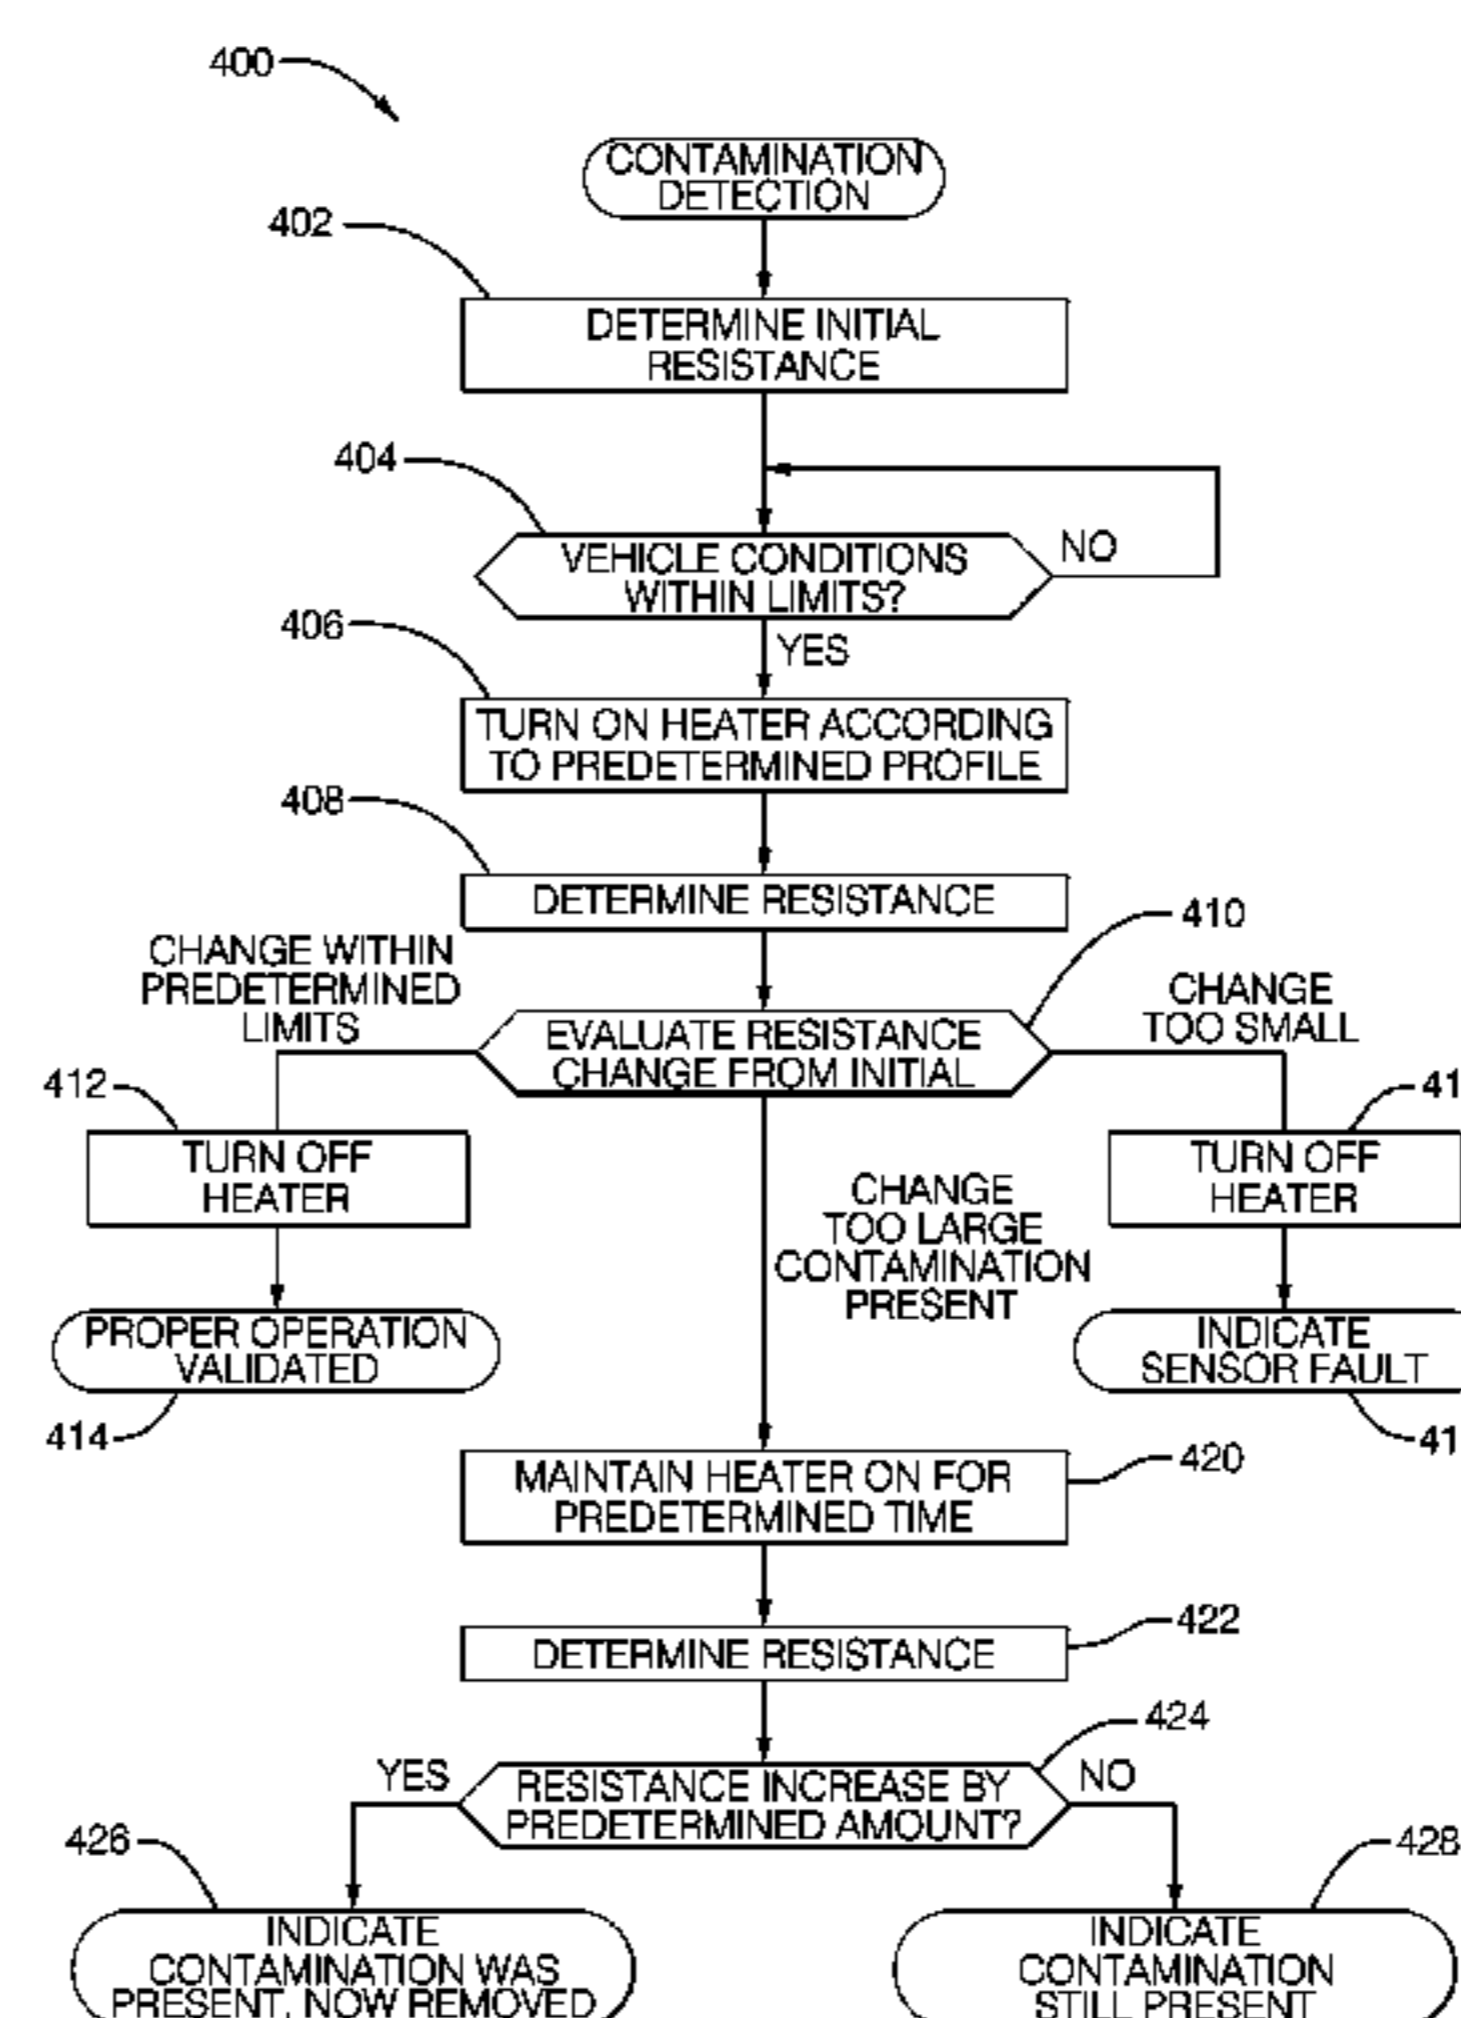 400
CONTAMINATION
DETECTION
402
DETERMINE INITIAL
RESISTANCE
404
VEHICLE CONDITIONS
WITHIN LIMITS?
NO
406
YES
TURN ON HEATER ACCORDING
TO PREDETERMINED PROFILE
408
DETERMINE RESISTANCE
410
CHANGE WITHIN
PREDETERMINED
LIMITS
CHANGE
TOO SMALL
EVALUATE RESISTANCE
CHANGE FROM INITIAL
412
41
TURN OFF
HEATER
TURN OFF
HEATER
CHANGE
TOO LARGE
CONTAMINATION
PRESENT
PROPER OPERATION
VALIDATED
INDICATE
SENSOR FAULT
414
41
420
MAINTAIN HEATER ON FOR
PREDETERMINED TIME
422
DETERMINE RESISTANCE
424
YES
RESISTANCE INCREASE BY
PREDETERMINED AMOUNT?
NO
426
428
INDICATE
CONTAMINATION WAS
PRESENT, NOW REMOVED
INDICATE
CONTAMINATION
STILL PRESENT